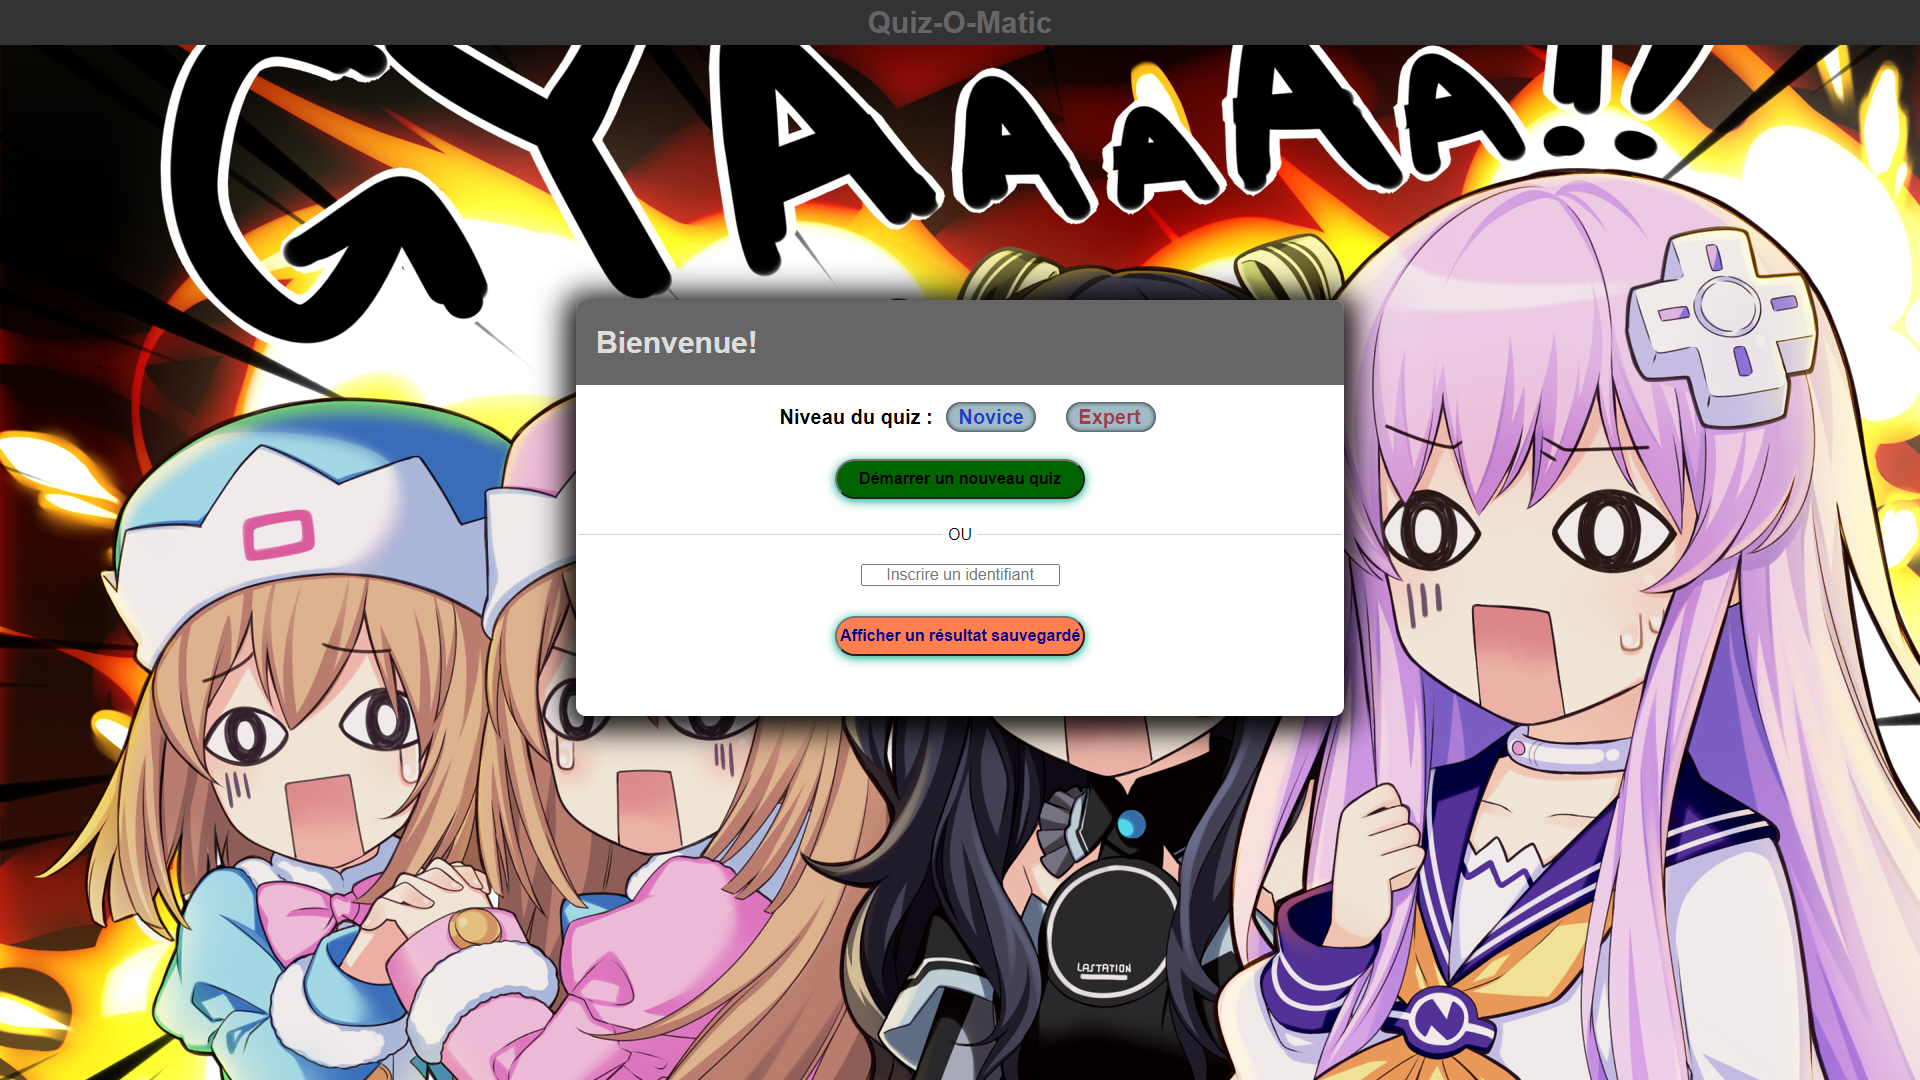 Quiz-O-Matic
GYAAAAA!!
Bienvenue!
Niveau du quiz : Novice Expert
Démarrer un nouveau quiz
OU
Inscrire un identifiant
Afficher un résultat sauvegardé
LASTATION